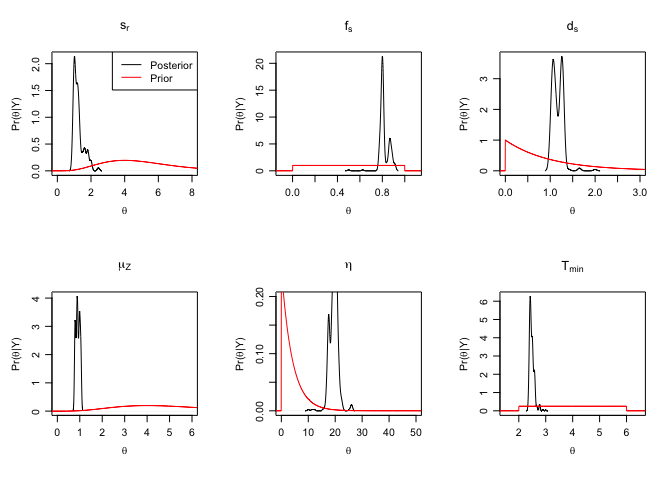 s_r
Pr(θ|Y)
0.0 0.5 1.0 1.5 2.0
0 2 4 6 8
θ
Posterior
Prior
f_s
Pr(θ|Y)
0 5 10 15 20
0.0 0.4 0.8
θ
d_s
Pr(θ|Y)
0 1 2 3
0.0 1.0 2.0 3.0
θ
μ_Z
Pr(θ|Y)
0 1 2 3 4
0 1 2 3 4 5 6
θ
η
Pr(θ|Y)
0.00 0.10 0.20
0 10 20 30 40 50
θ
T_min
Pr(θ|Y)
0 1 2 3 4 5 6
2 3 4 5 6
θ